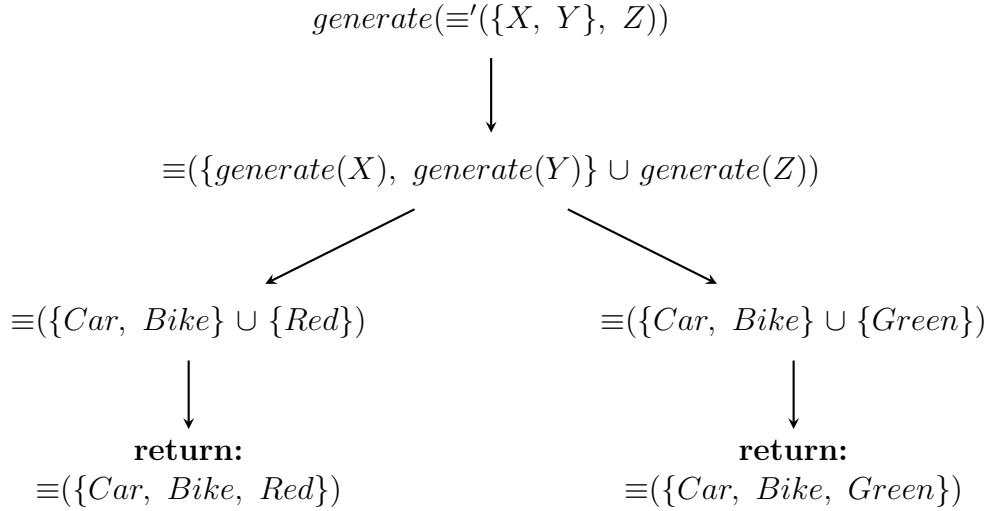 generate(≡′({X, Y}, Z))
≡({generate(X), generate(Y)} ∪ generate(Z))
≡({Car, Bike} ∪ {Red})
≡({Car, Bike} ∪ {Green})
return:
≡({Car, Bike, Red})
return:
≡({Car, Bike, Green})